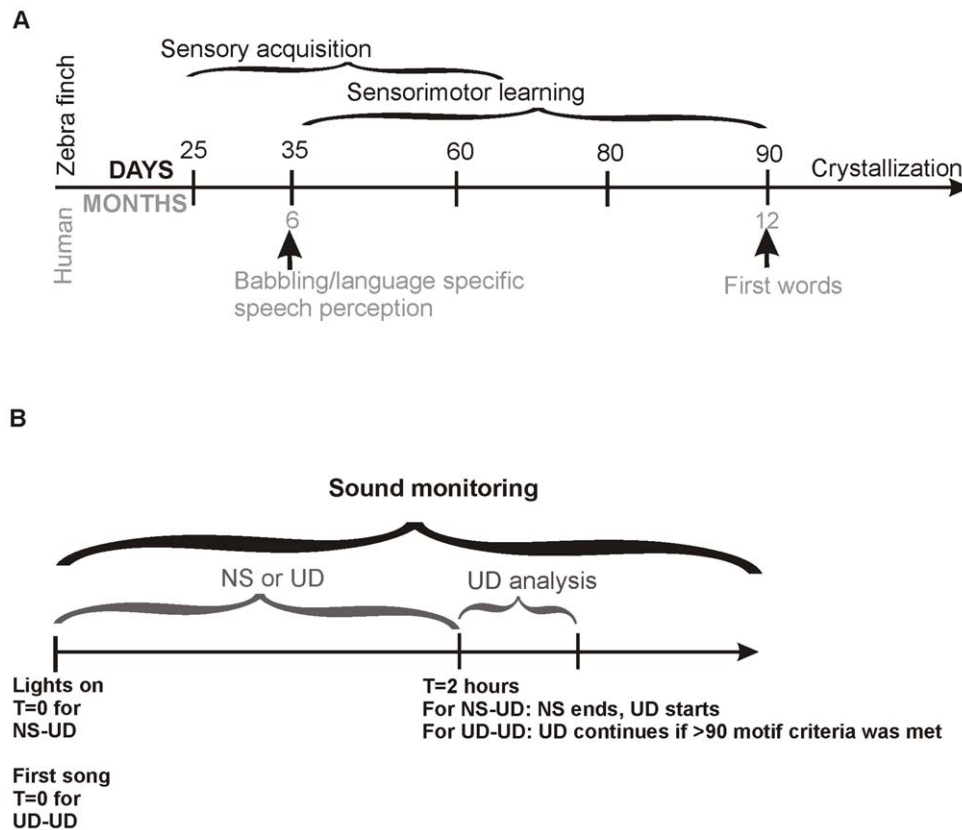 A
Zebra finch
Sensory acquisition
Sensorimotor learning
25 35 60 80 90
DAYS
Crystallization
Human
MONTHS
6 12
Babbling/language specific
speech perception
First words
B
Sound monitoring
NS or UD
UD analysis
Lights on
T=0 for
NS-UD
T=2 hours
For NS-UD: NS ends, UD starts
For UD-UD: UD continues if >90 motif criteria was met
First song
T=0 for
UD-UD